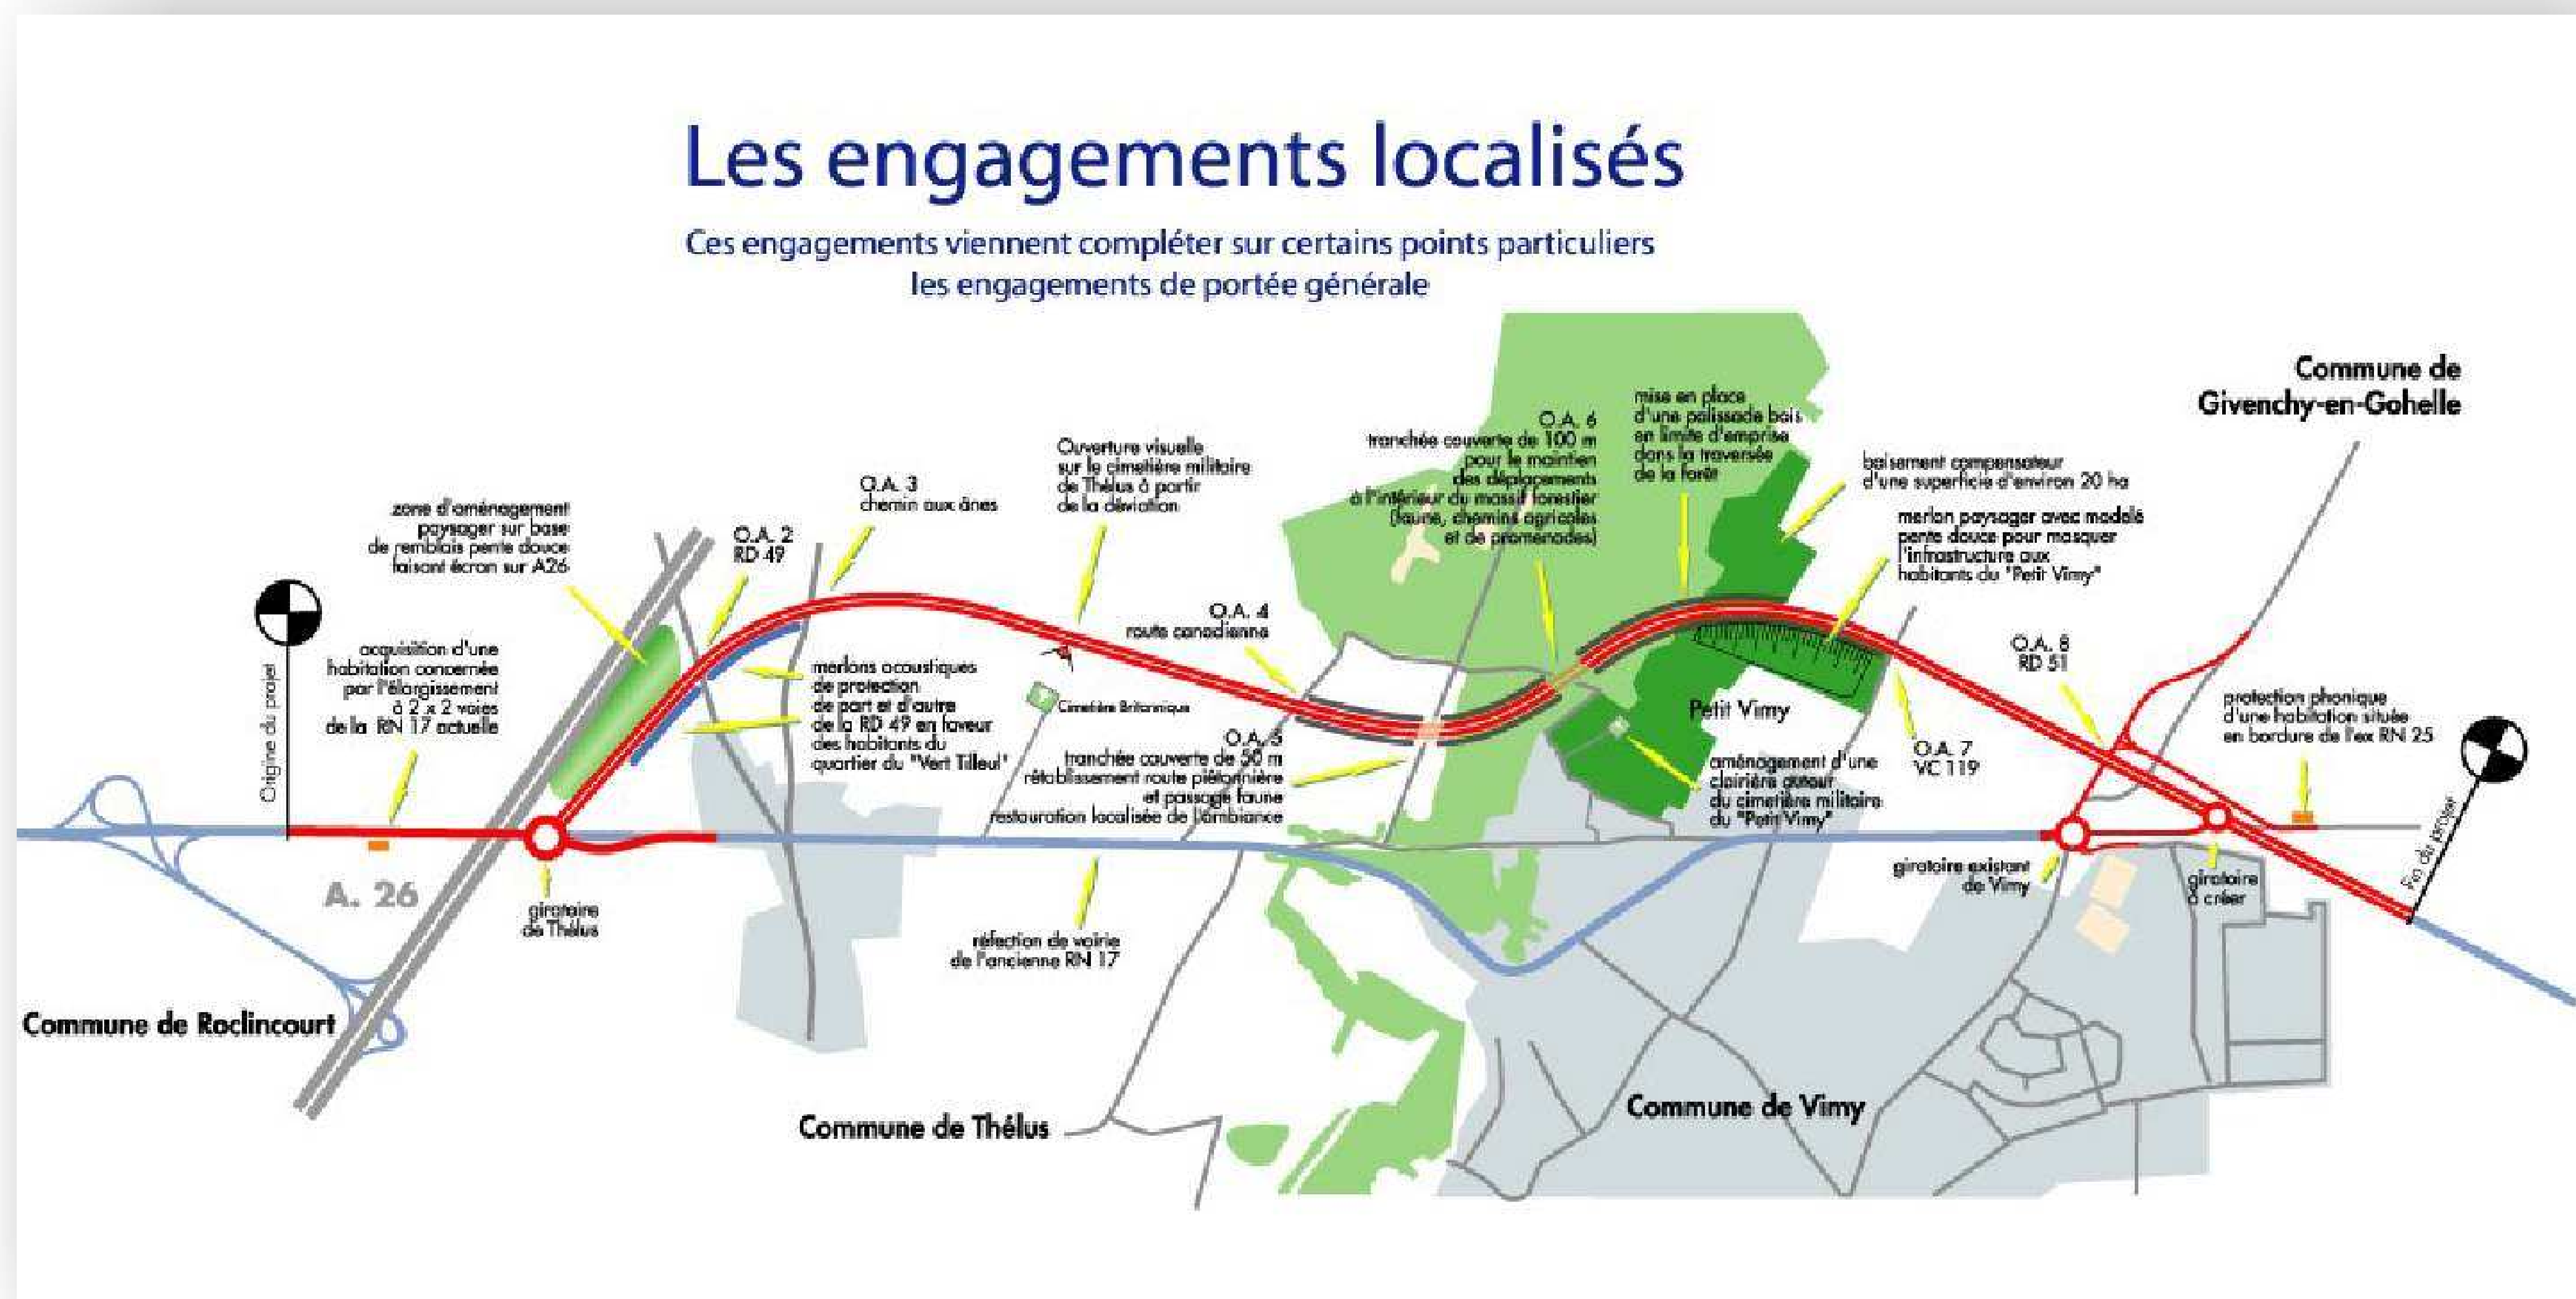 Les engagements localisés
Ces engagements viennent compléter sur certains points particuliers
les engagements de portée générale
Commune de
Givenchy-en-Gohelle
mise en place
d'une palissade bois
en limite d'emprise
dans la traversée
de la forêt
O.A. 6
tranchée couverte de 100 m
pour le maintien
des déplacements
à l'intérieur du massif forestier
(faune, chemins agricoles
et de promenades)
Ouverture visuelle
sur le cimetière militaire
de Thélus à partir
de la déviation
boisement compensateur
d'une superficie d'environ 20 ha
O.A. 3
chemin aux ânes
zone d'aménagement
paysager sur base
de remblais pente douce
faisant écran sur A26
merlon paysager avec modelé
pente douce pour masquer
l'infrastructure aux
habitants du "Petit Vimy"
O.A. 2
RD 49
O.A. 4
route canadienne
O.A. 8
RD 51
Origine du projet
acquisition d'une
habitation concernée
par l'élargissement
à 2 x 2 voies
de la RN 17 actuelle
merlons acoustiques
de protection
de part et d'autre
de la RD 49 en faveur
des habitants du
quartier du "Vert Tilleul"
Cimetière Britannique
Petit Vimy
protection phonique
d'une habitation située
en bordure de l'ex RN 25
O.A. 5
tranchée couverte de 50 m
rétablissement route piétonnière
et passage faune
restauration localisée de l'ambiance
aménagement d'une
clairière autour
du cimetière militaire
du "Petit Vimy"
O.A. 7
VC 119
Fin du projet
A. 26
giratoire
de Thélus
giratoire existant
de Vimy
giratoire
à créer
réfection de voirie
de l'ancienne RN 17
Commune de Roclincourt
Commune de Thélus
Commune de Vimy